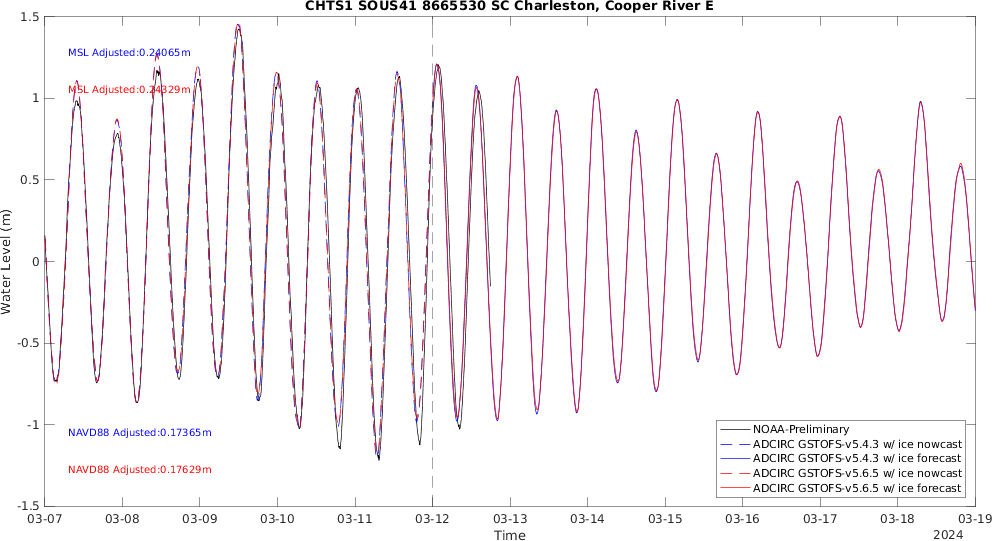 CHTS1 SOUS41 8665530 SC Charleston, Cooper River E
1.5
1
0.5
0
-0.5
-1
-1.5
Water Level (m)
MSL Adjusted:0.24065m
MSL Adjusted:0.24329m
NAVD88 Adjusted:0.17365m
NAVD88 Adjusted:0.17629m
NOAA-Preliminary
ADCIRC GSTOFS-v5.4.3 w/ ice nowcast
ADCIRC GSTOFS-v5.4.3 w/ ice forecast
ADCIRC GSTOFS-v5.6.5 w/ ice nowcast
ADCIRC GSTOFS-v5.6.5 w/ ice forecast
03-07 03-08 03-09 03-10 03-11 03-12 03-13 03-14 03-15 03-16 03-17 03-18 03-19
Time
2024